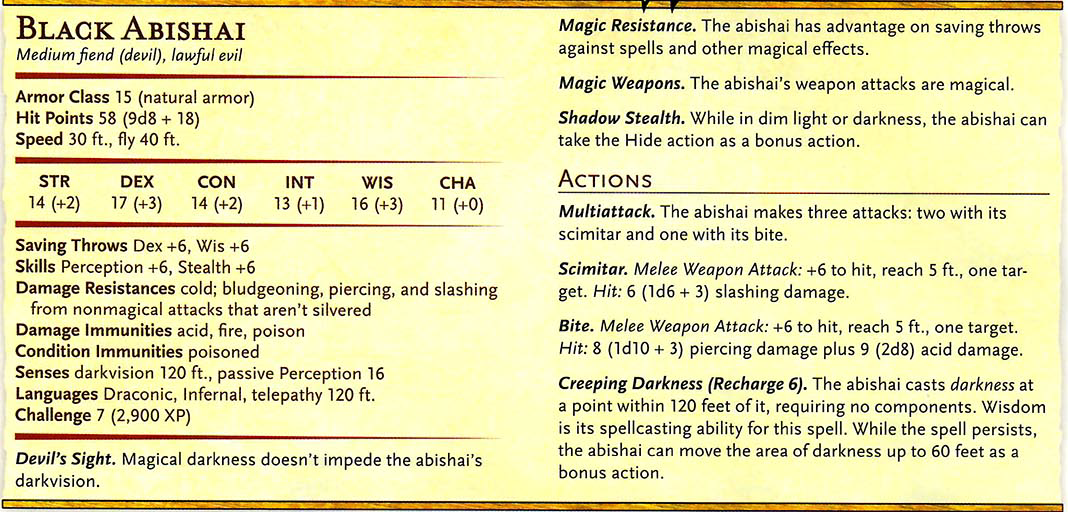 BLACK ABISHAI
Medium fiend (devil), lawful evil
Armor Class 15 (natural armor)
Hit Points 58 (9d8 + 18)
Speed 30 ft., fly 40 ft.
STR DEX CON INT WIS CHA
14 (+2) 17 (+3) 14 (+2) 13 (+1) 16 (+3) 11 (+0)
Saving Throws Dex +6, Wis +6
Skills Perception +6, Stealth +6
Damage Resistances cold; bludgeoning, piercing, and slashing
from nonmagical attacks that aren't silvered
Damage Immunities acid, fire, poison
Condition Immunities poisoned
Senses darkvision 120 ft., passive Perception 16
Languages Draconic, Infernal, telepathy 120 ft.
Challenge 7 (2,900 XP)
Devil's Sight. Magical darkness doesn't impede the abishai's
darkvision.
Magic Resistance. The abishai has advantage on saving throws
against spells and other magical effects.
Magic Weapons. The abishai's weapon attacks are magical.
Shadow Stealth. While in dim light or darkness, the abishai can
take the Hide action as a bonus action.
ACTIONS
Multiattack. The abishai makes three attacks: two with its
scimitar and one with its bite.
Scimitar. Melee Weapon Attack: +6 to hit, reach 5 ft., one tar-
get. Hit: 6 (1d6 + 3) slashing damage.
Bite. Melee Weapon Attack: +6 to hit, reach 5 ft., one target.
Hit: 8 (1d10 + 3) piercing damage plus 9 (2d8) acid damage.
Creeping Darkness (Recharge 6). The abishai casts darkness at
a point within 120 feet of it, requiring no components. Wisdom
is its spellcasting ability for this spell. While the spell persists,
the abishai can move the area of darkness up to 60 feet as a
bonus action.